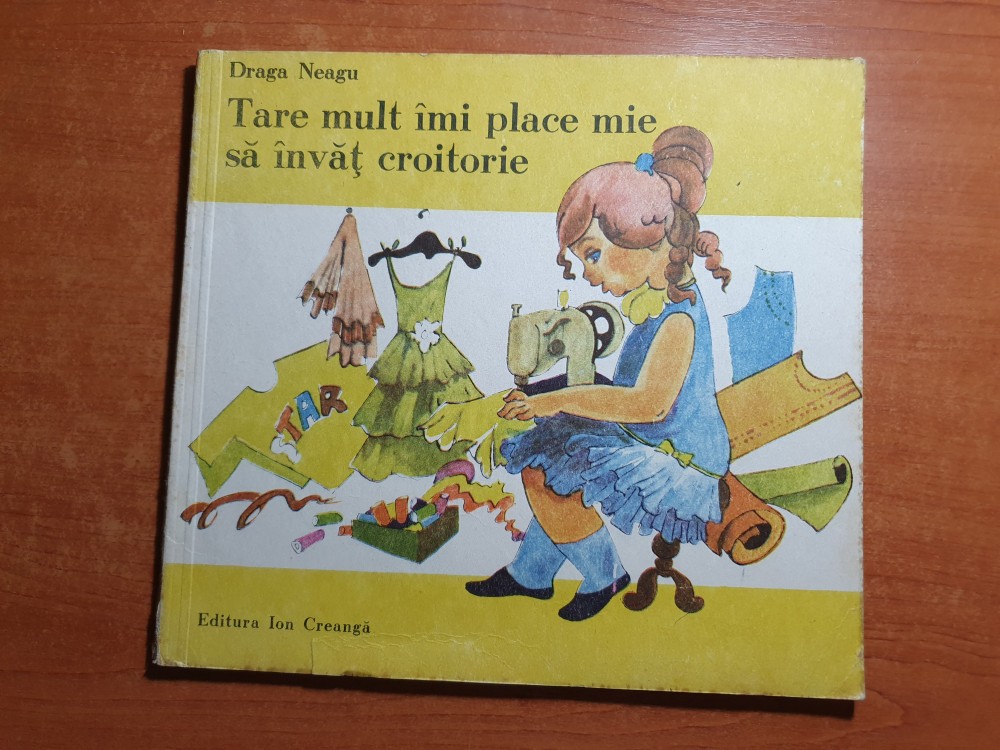 Draga Neagu
Tare mult îmi place mie
să învăţ croitorie
STAR
Editura Ion Creangă